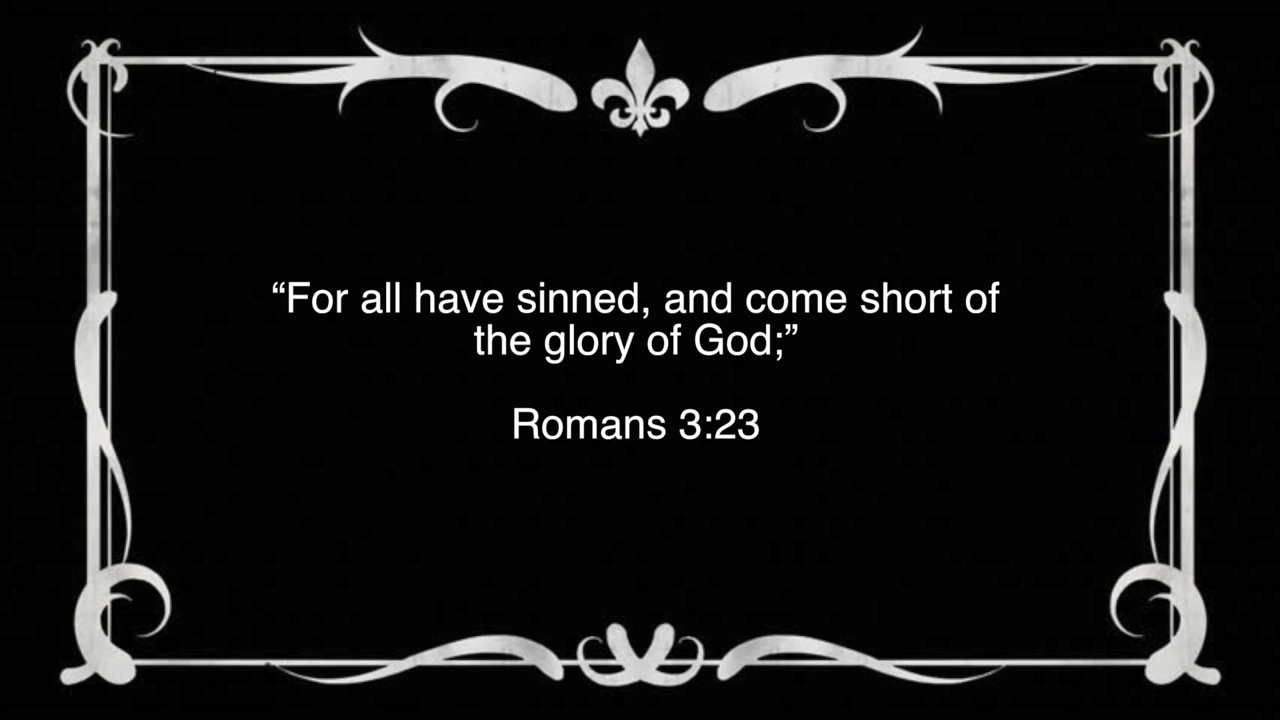 “For all have sinned, and come short of
the glory of God;”
Romans 3:23